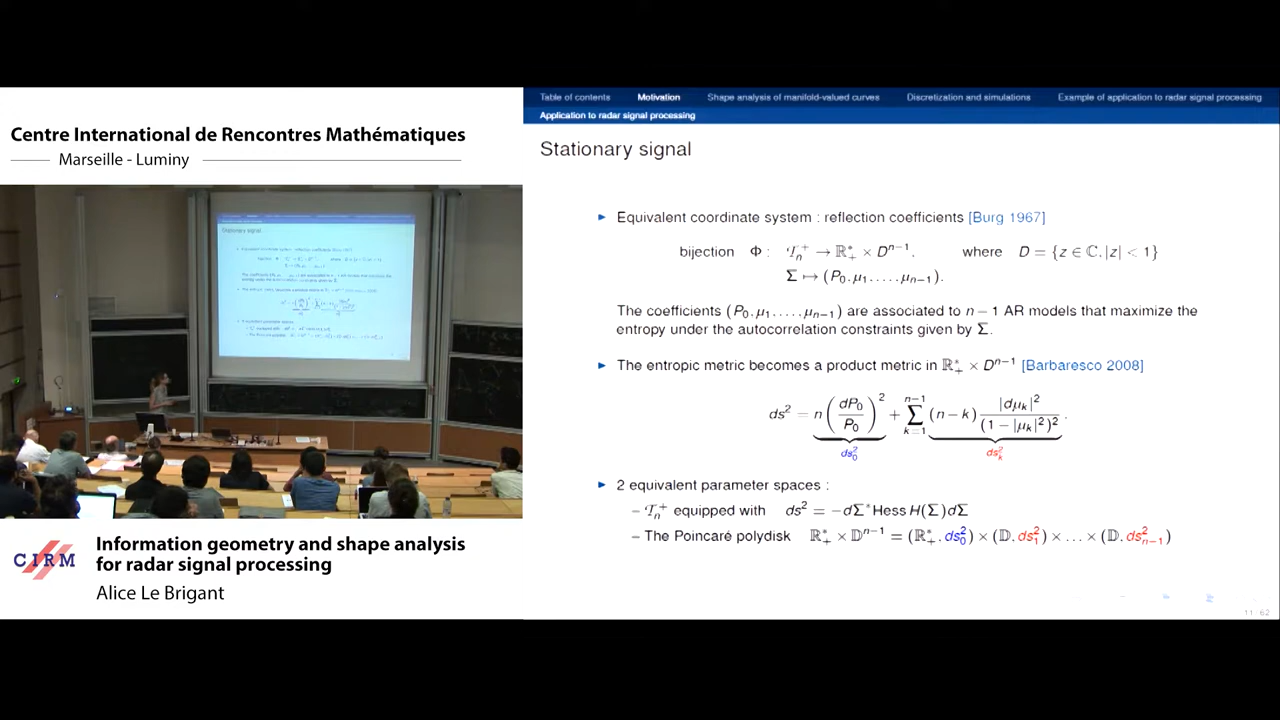 Centre International de Rencontres Mathématiques
Marseille - Luminy
CIRM
Information geometry and shape analysis
for radar signal processing
Alice Le Brigant
Table of contents Motivation Shape analysis of manifold-valued curves Discretization and simulations Example of application to radar signal processing
Application to radar signal processing
Stationary signal
► Equivalent coordinate system : reflection coefficients [Burg 1967]
bijection Φ : 𝒯ₙ⁺ → ℝ₊* × Dⁿ⁻¹, where D = {z ∈ ℂ, |z| < 1}
Σ ↦ (P₀, μ₁, . . . , μₙ₋₁).
The coefficients (P₀, μ₁, . . . , μₙ₋₁) are associated to n − 1 AR models that maximize the
entropy under the autocorrelation constraints given by Σ.
► The entropic metric becomes a product metric in ℝ₊* × Dⁿ⁻¹ [Barbaresco 2008]
ds² = n (dP₀/P₀)² + ∑ₖ₌₁ⁿ⁻¹ (n − k) |dμₖ|²/(1 − |μₖ|²)² .
ds₀² dsₖ²
► 2 equivalent parameter spaces :
– 𝒯ₙ⁺ equipped with ds² = −dΣ* Hess H(Σ)dΣ
– The Poincaré polydisk ℝ₊* × 𝔻ⁿ⁻¹ = (ℝ₊*, ds₀²) × (𝔻, ds₁²) × . . . × (𝔻, dsₙ₋₁²)
11 / 62